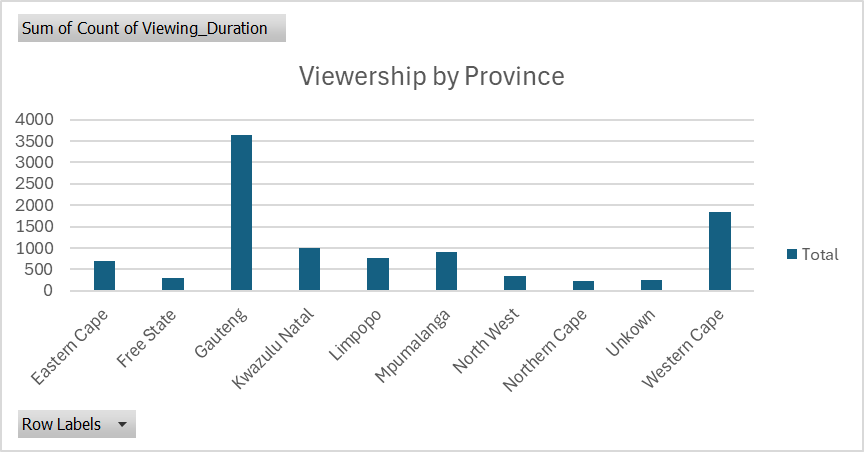 Sum of Count of Viewing_Duration
Viewership by Province
4000
3500
3000
2500
2000
1500
1000
500
0
Eastern Cape
Free State
Gauteng
Kwazulu Natal
Limpopo
Mpumalanga
North West
Northern Cape
Unkown
Western Cape
Total
Row Labels